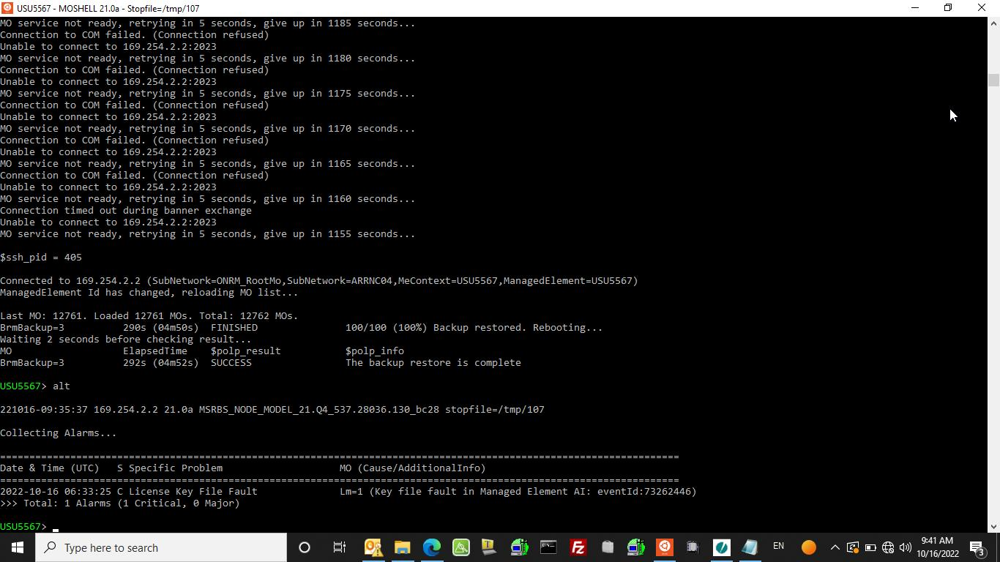 USU5567 - MOSHELL 21.0a - Stopfile=/tmp/107
MO service not ready, retrying in 5 seconds, give up in 1185 seconds...
Connection to COM failed. (Connection refused)
Unable to connect to 169.254.2.2:2023
MO service not ready, retrying in 5 seconds, give up in 1180 seconds...
Connection to COM failed. (Connection refused)
Unable to connect to 169.254.2.2:2023
MO service not ready, retrying in 5 seconds, give up in 1175 seconds...
Connection to COM failed. (Connection refused)
Unable to connect to 169.254.2.2:2023
MO service not ready, retrying in 5 seconds, give up in 1170 seconds...
Connection to COM failed. (Connection refused)
Unable to connect to 169.254.2.2:2023
MO service not ready, retrying in 5 seconds, give up in 1165 seconds...
Connection to COM failed. (Connection refused)
Unable to connect to 169.254.2.2:2023
MO service not ready, retrying in 5 seconds, give up in 1160 seconds...
Connection timed out during banner exchange
Unable to connect to 169.254.2.2:2023
MO service not ready, retrying in 5 seconds, give up in 1155 seconds...
$ssh_pid = 405
Connected to 169.254.2.2 (SubNetwork=ONRM_RootMo,SubNetwork=ARRNC04,MeContext=USU5567,ManagedElement=USU5567)
ManagedElement Id has changed, reloading MO list...
Last MO: 12761. Loaded 12761 MOs. Total: 12762 MOs.
BrmBackup=3          290s (04m50s)  FINISHED               100/100 (100%) Backup restored. Rebooting...
Waiting 2 seconds before checking result...
MO                   ElapsedTime    $polp_result           $polp_info
BrmBackup=3          292s (04m52s)  SUCCESS                The backup restore is complete
USU5567> alt
221016-09:35:37 169.254.2.2 21.0a MSRBS_NODE_MODEL_21.Q4_537.28036.130_bc28 stopfile=/tmp/107
Collecting Alarms...
====================================================================================================================
Date & Time (UTC)   S Specific Problem                    MO (Cause/AdditionalInfo)
====================================================================================================================
2022-10-16 06:33:25 C License Key File Fault              Lm=1 (Key file fault in Managed Element AI: eventId:73262446)
>>> Total: 1 Alarms (1 Critical, 0 Major)
USU5567>
Type here to search
EN
9:41 AM
10/16/2022
3